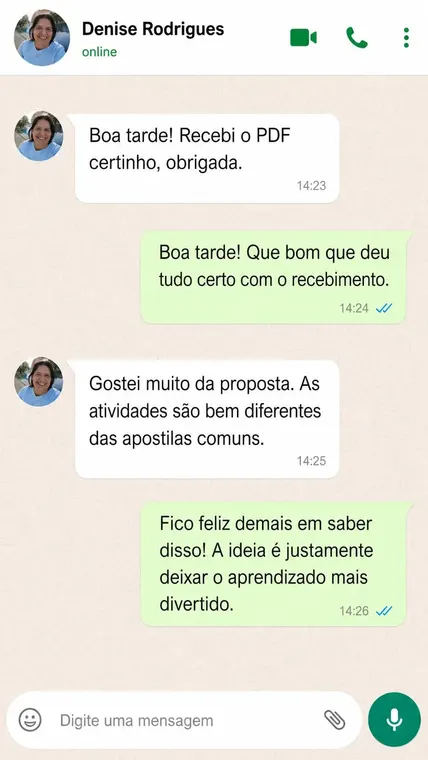 Denise Rodrigues
online
Boa tarde! Recebi o PDF
certinho, obrigada.
14:23
Boa tarde! Que bom que deu
tudo certo com o recebimento.
14:24
Gostei muito da proposta. As
atividades são bem diferentes
das apostilas comuns.
14:25
Fico feliz demais em saber
disso! A ideia é justamente
deixar o aprendizado mais
divertido.
14:26
Digite uma mensagem